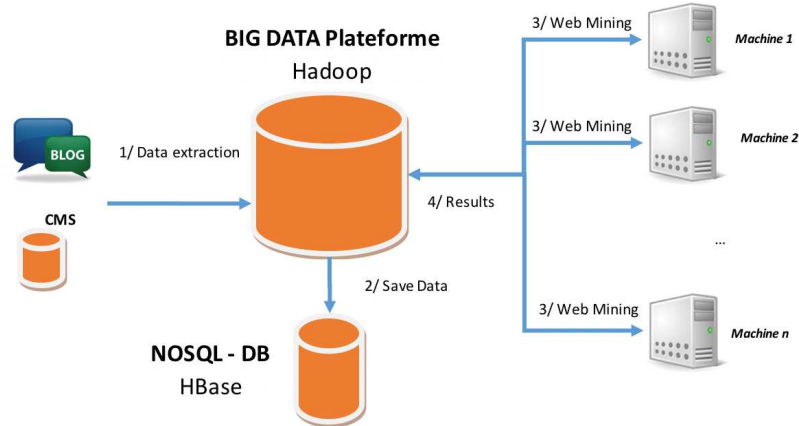 BIG DATA Plateforme
Hadoop
BLOG
1/ Data extraction
CMS
2/ Save Data
NOSQL - DB
HBase
3/ Web Mining
Machine 1
3/ Web Mining
Machine 2
4/ Results
...
3/ Web Mining
Machine n